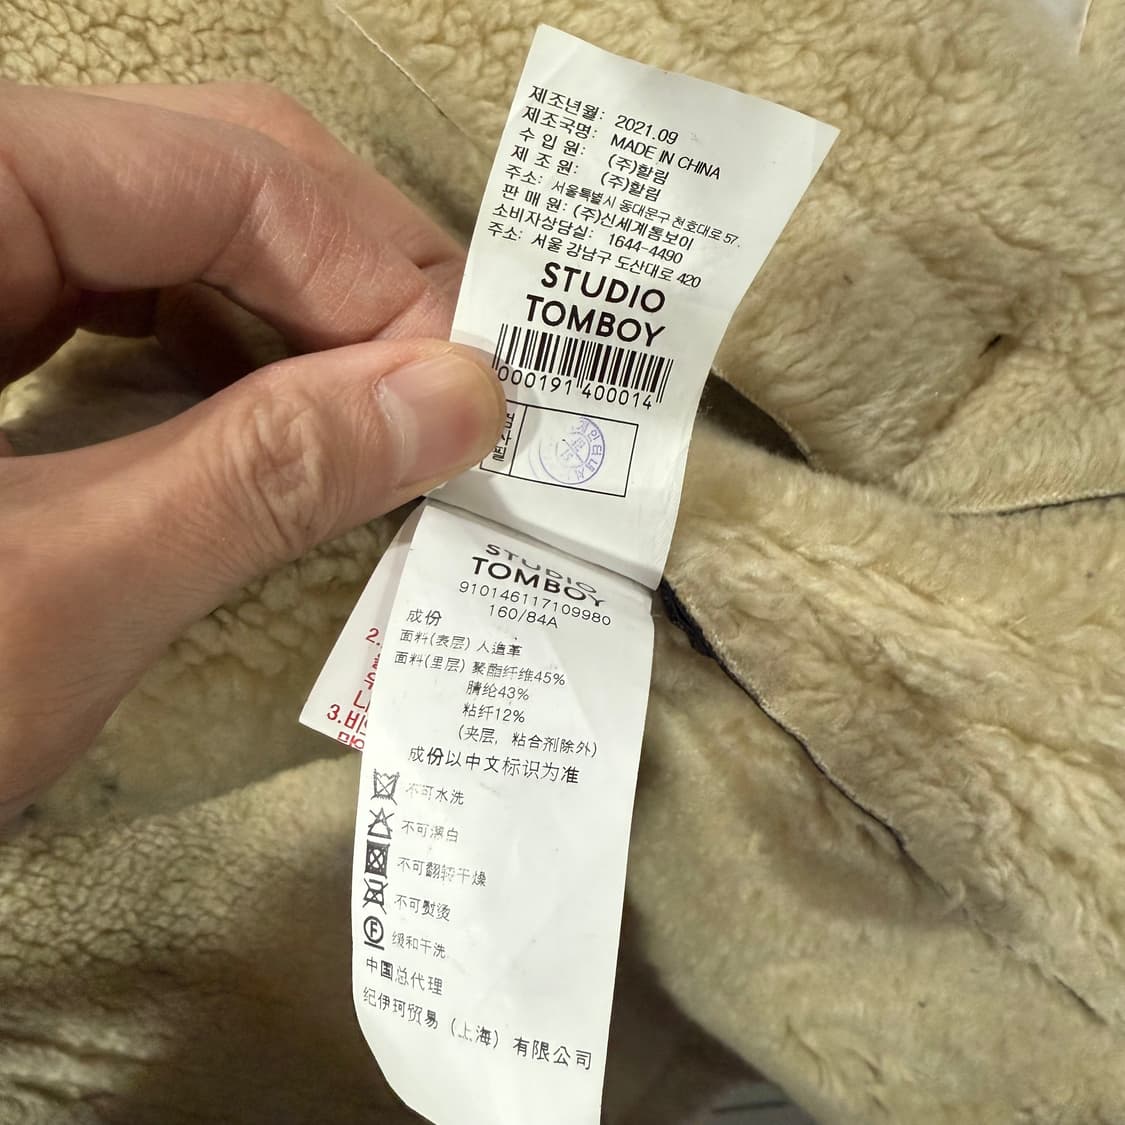 제조년월: 2021.09
제조국명: MADE IN CHINA
수 입 원: (주)할림
제 조 원: (주)할림
주소: 서울특별시 동대문구 천호대로 57.
판 매 원: (주)신세계톰보이
소비자상담실: 1644-4490
주소: 서울 강남구 도산대로 420
STUDIO
TOMBOY
000191 400014
STUDIO
TOMBOY
910146117109980
160/84A
成份
面料(表层) 人造革
面料(里层) 聚酯纤维45%
腈纶43%
粘纤12%
(夹层, 粘合剂除外)
成份以中文标识为准
不可水洗
不可漂白
不可翻转干燥
不可熨烫
F 缓和干洗
中国总代理
纪伊珂贸易 (上海) 有限公司
2.
3.